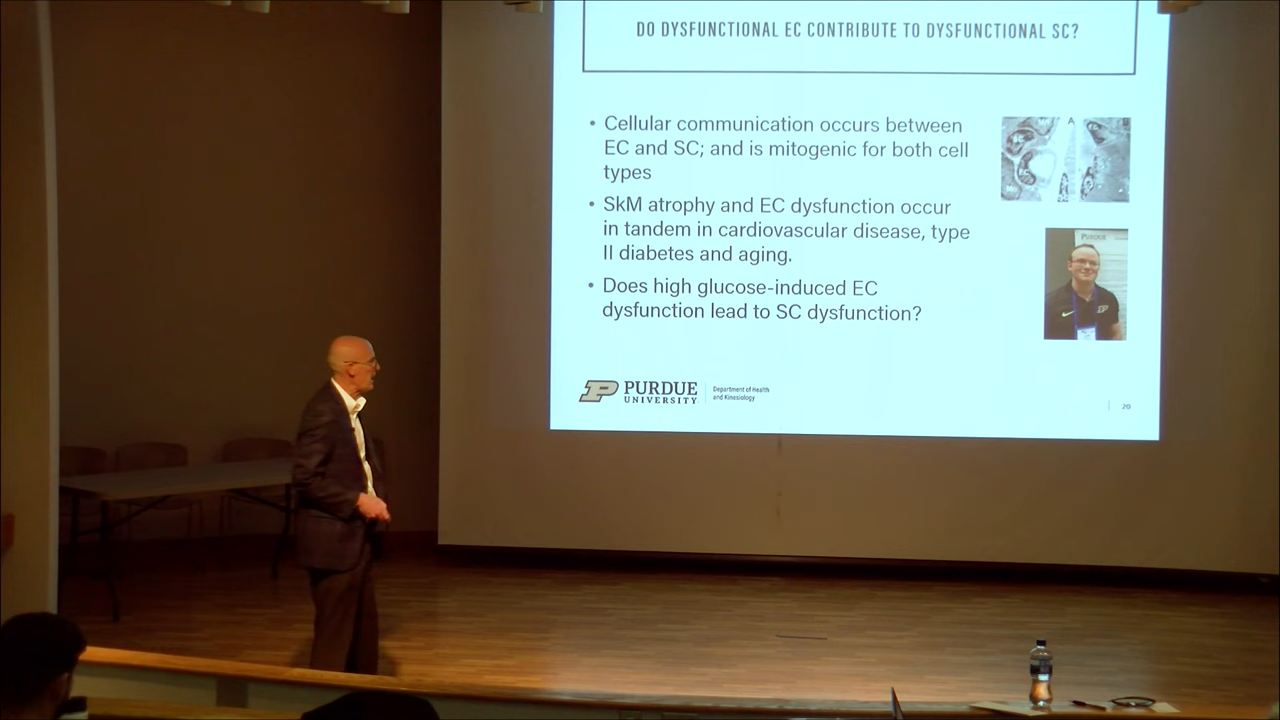 DO DYSFUNCTIONAL EC CONTRIBUTE TO DYSFUNCTIONAL SC?
• Cellular communication occurs between
EC and SC; and is mitogenic for both cell
types
• SkM atrophy and EC dysfunction occur
in tandem in cardiovascular disease, type
II diabetes and aging.
• Does high glucose-induced EC
dysfunction lead to SC dysfunction?
A
PURDUE
P PURDUE
UNIVERSITY
Department of Health
and Kinesiology
20